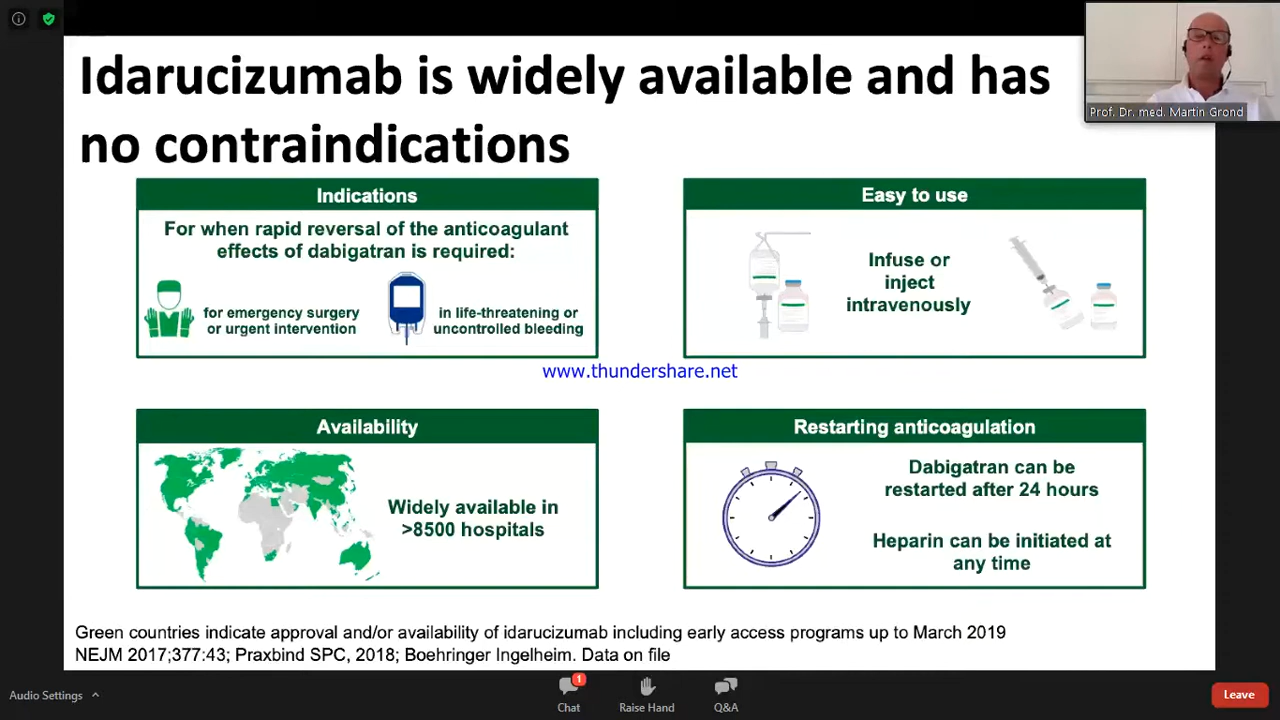 Prof. Dr. med. Martin Grond
Idarucizumab is widely available and has
no contraindications
Indications
For when rapid reversal of the anticoagulant
effects of dabigatran is required:
for emergency surgery
or urgent intervention
in life-threatening or
uncontrolled bleeding
Easy to use
Infuse or
inject
intravenously
www.thundershare.net
Availability
Widely available in
>8500 hospitals
Restarting anticoagulation
Dabigatran can be
restarted after 24 hours
Heparin can be initiated at
any time
Green countries indicate approval and/or availability of idarucizumab including early access programs up to March 2019
NEJM 2017;377:43; Praxbind SPC, 2018; Boehringer Ingelheim. Data on file
Audio Settings
1
Chat
Raise Hand
Q&A
Leave